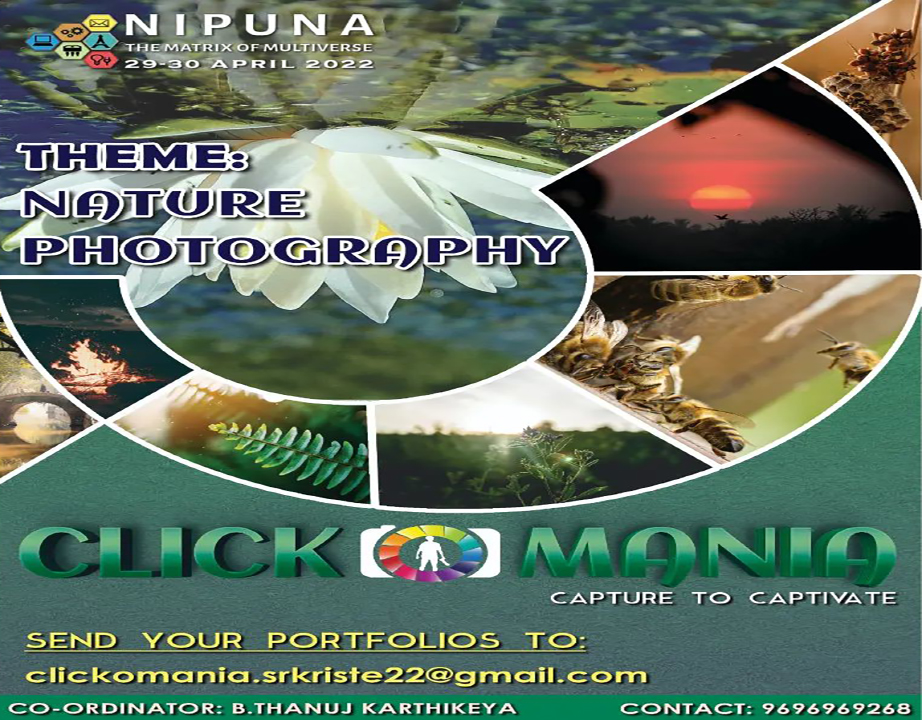 NIPUNA
THE MATRIX OF MULTIVERSE
29-30 APRIL 2022
THEME:
NATURE
PHOTOGRAPHY
CLICK O MANIA
CAPTURE TO CAPTIVATE
SEND YOUR PORTFOLIOS TO:
clickomania.srkriste22@gmail.com
CO-ORDINATOR: B.THANUJ KARTHIKEYA
CONTACT: 9696969268